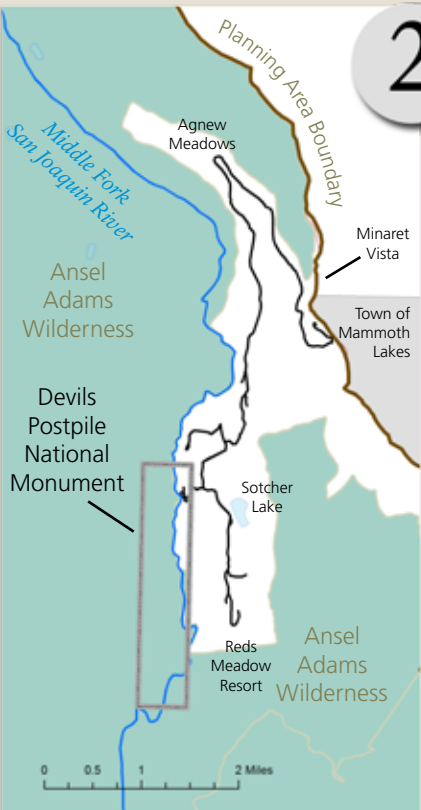 2
Planning Area Boundary
Agnew
Meadows
Middle Fork
San Joaquin River
Minaret
Vista
Ansel
Adams
Wilderness
Town of
Mammoth
Lakes
Devils
Postpile
National
Monument
Sotcher
Lake
Reds
Meadow
Resort
Ansel
Adams
Wilderness
0 0.5 1 2 Miles